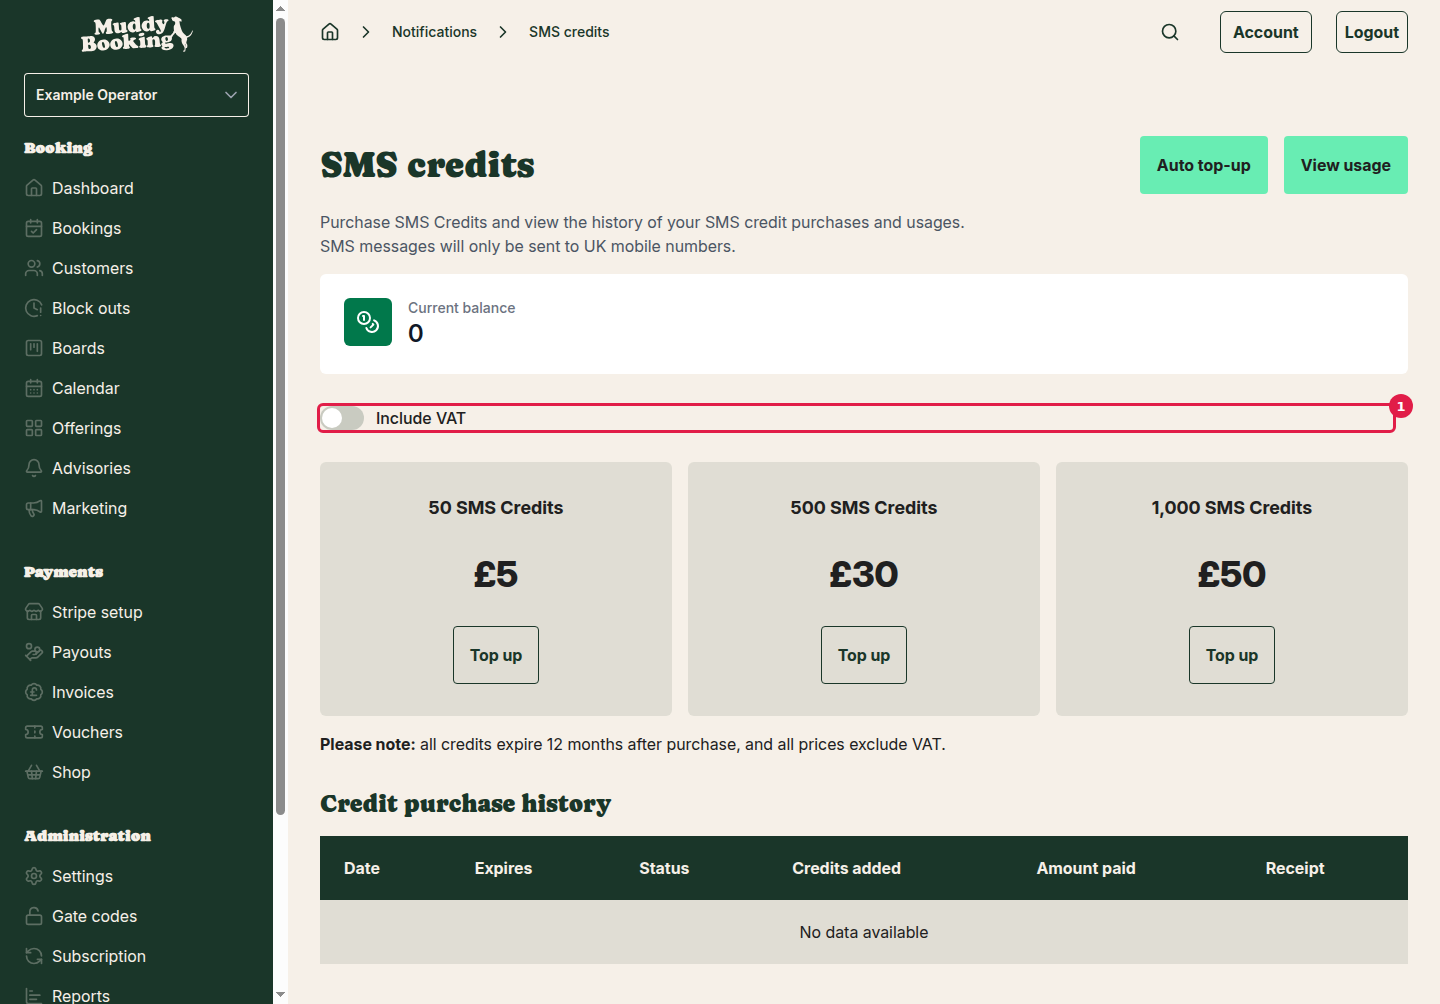 Muddy
Booking
Example Operator
Booking
Dashboard
Bookings
Customers
Block outs
Boards
Calendar
Offerings
Advisories
Marketing
Payments
Stripe setup
Payouts
Invoices
Vouchers
Shop
Administration
Settings
Gate codes
Subscription
Reports
Notifications
SMS credits
Account
Logout
SMS credits
Auto top-up
View usage
Purchase SMS Credits and view the history of your SMS credit purchases and usages.
SMS messages will only be sent to UK mobile numbers.
Current balance
0
Include VAT
1
50 SMS Credits
£5
Top up
500 SMS Credits
£30
Top up
1,000 SMS Credits
£50
Top up
Please note: all credits expire 12 months after purchase, and all prices exclude VAT.
Credit purchase history
Date Expires Status Credits added Amount paid Receipt
No data available